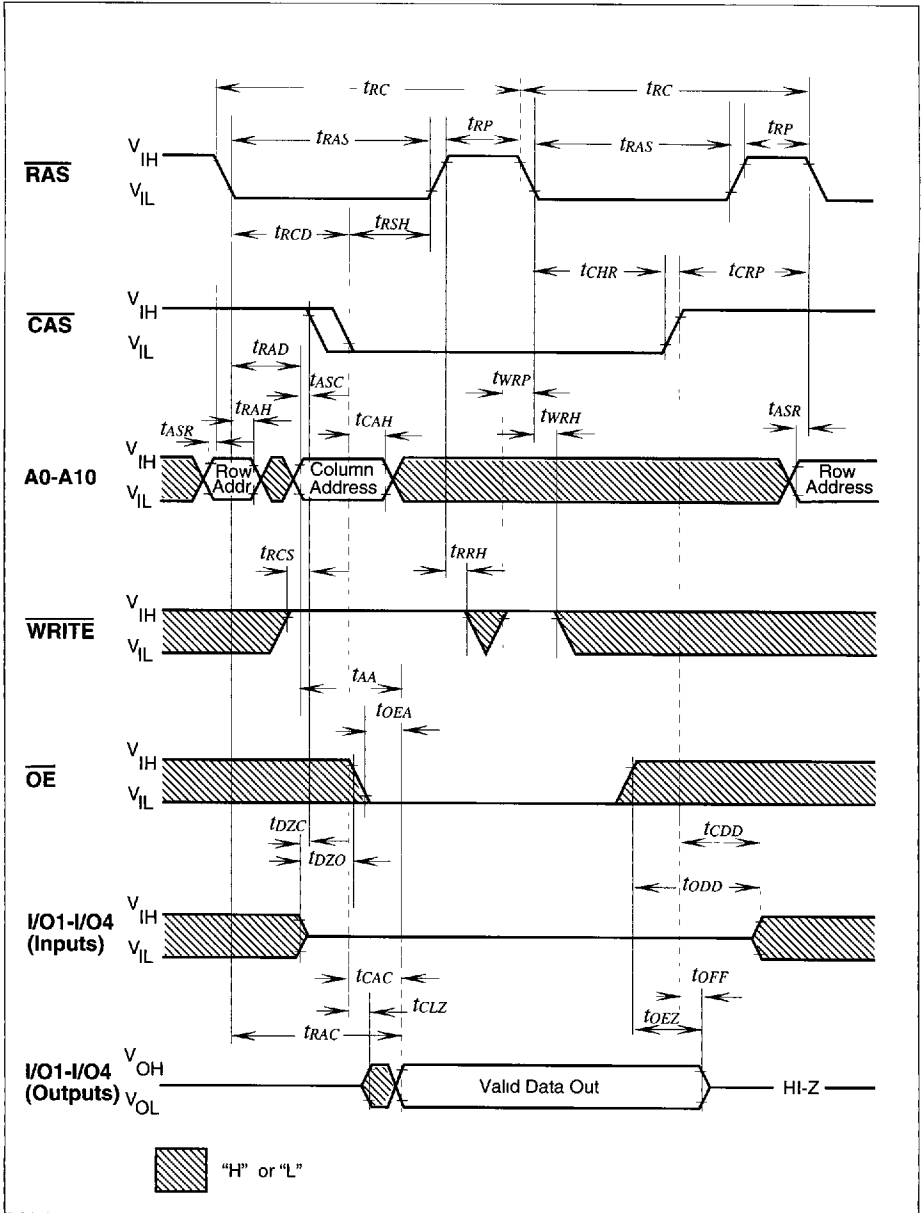 tRC tRC
tRAS tRP tRAS tRP
RAS VIH
VIL
tRCD tRSH
tCHR tCRP
CAS VIH
VIL
tRAD
tASC tWRP
tASR tRAH tCAH tWRH tASR
A0-A10 VIH
VIL
Row Addr. Column Address Row Address
tRCS tRRH
WRITE VIH
VIL
tAA
tOEA
OE VIH
VIL
tDZC tCDD
tDZO tODD
I/O1-I/O4 (Inputs) VIH
VIL
tCAC tOFF
tCLZ tOEZ
tRAC
I/O1-I/O4 (Outputs) VOH
VOL
Valid Data Out HI-Z
"H" or "L"